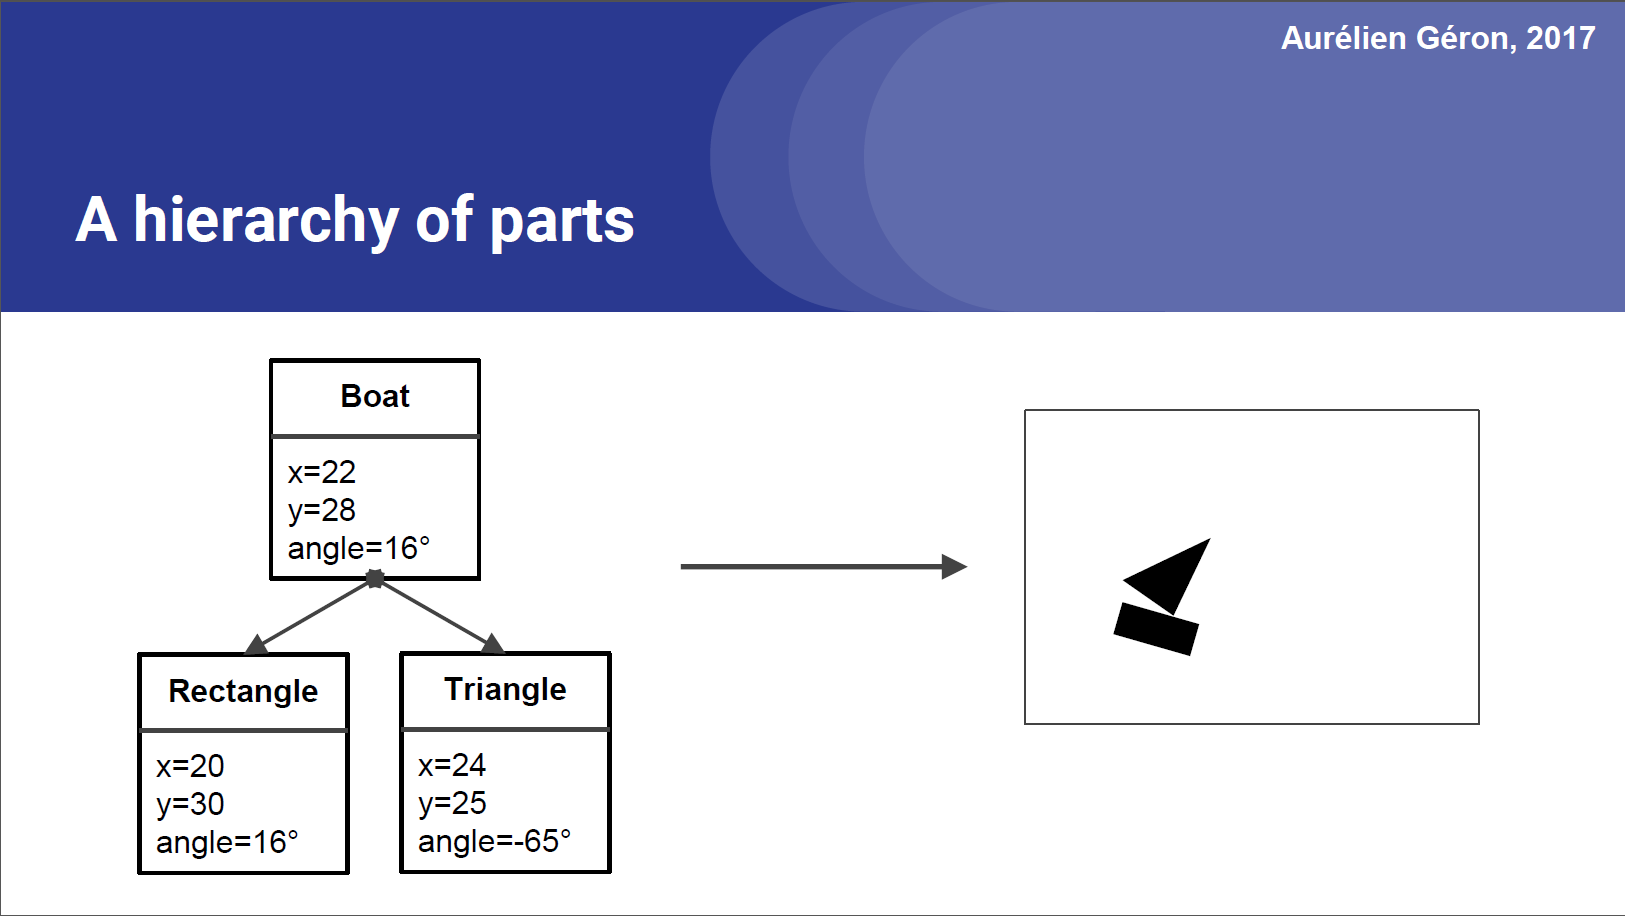 Aurélien Géron, 2017
A hierarchy of parts
Boat
x=22
y=28
angle=16°
Rectangle
x=20
y=30
angle=16°
Triangle
x=24
y=25
angle=-65°